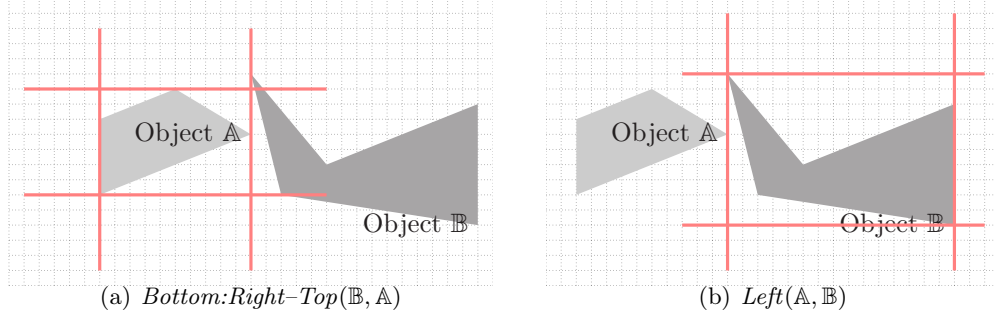 Object 𝔸
Object 𝔹
(a) Bottom:Right–Top(𝔹, 𝔸)
Object 𝔸
Object 𝔹
(b) Left(𝔸, 𝔹)